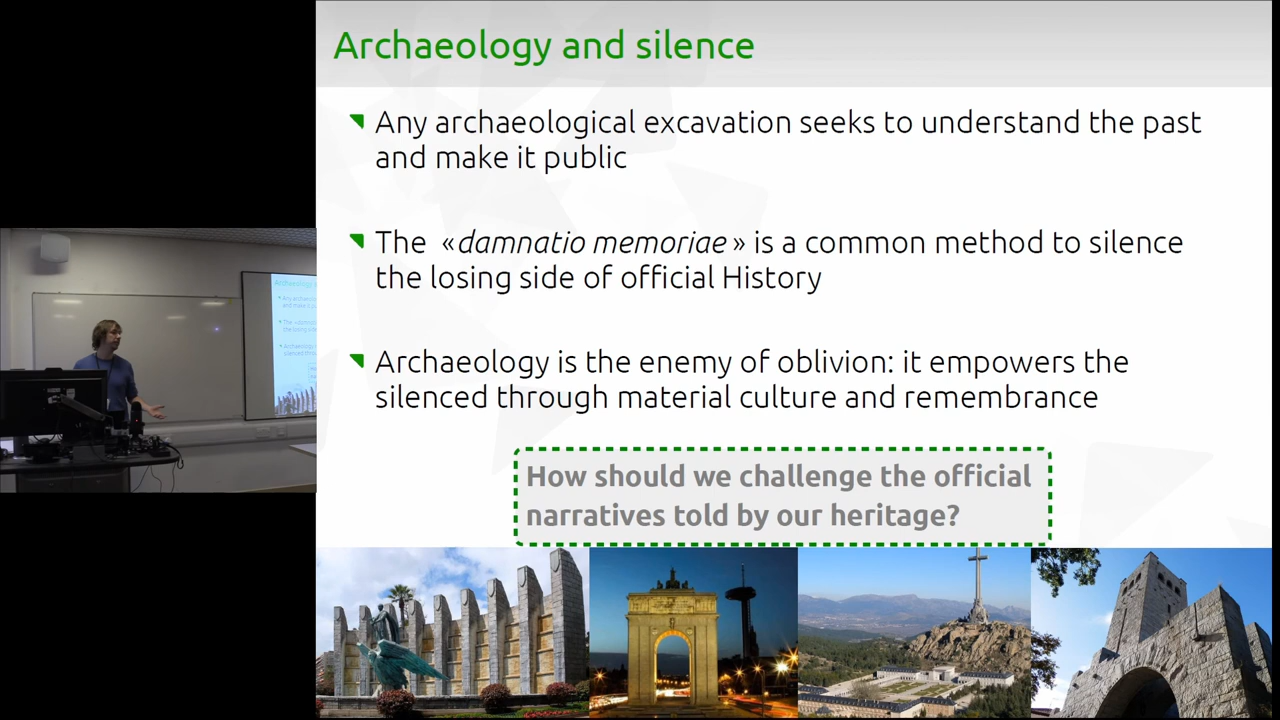 Archaeology and silence
Any archaeological excavation seeks to understand the past
and make it public
The «damnatio memoriae » is a common method to silence
the losing side of official History
Archaeology is the enemy of oblivion: it empowers the
silenced through material culture and remembrance
How should we challenge the official
narratives told by our heritage?